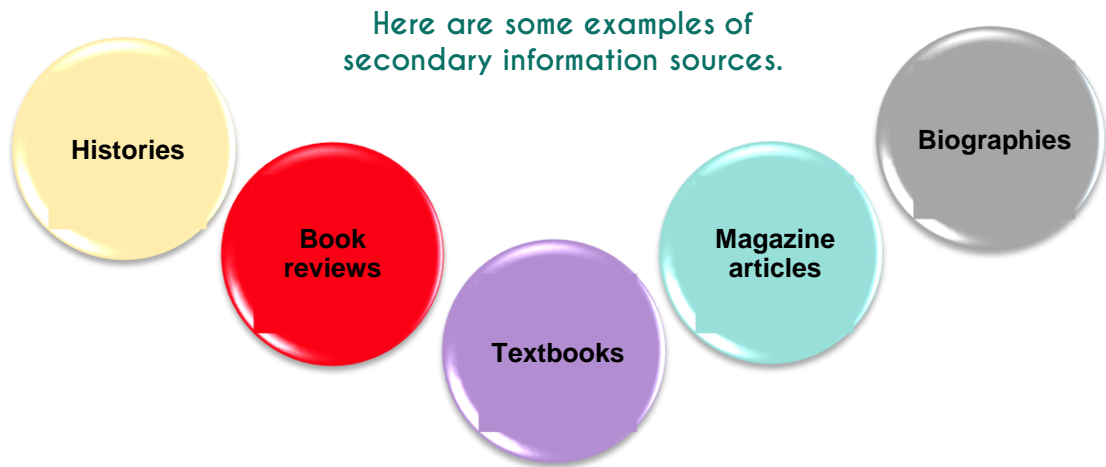 Here are some examples of
secondary information sources.
Histories
Book
reviews
Textbooks
Magazine
articles
Biographies